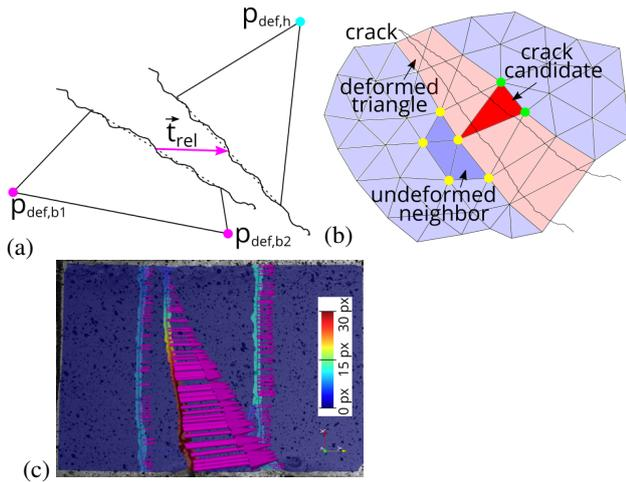 p_def,h
t_rel
p_def,b1
p_def,b2
(a)
crack
crack
candidate
deformed
triangle
undeformed
neighbor
(b)
0 px 15 px 30 px
(c)